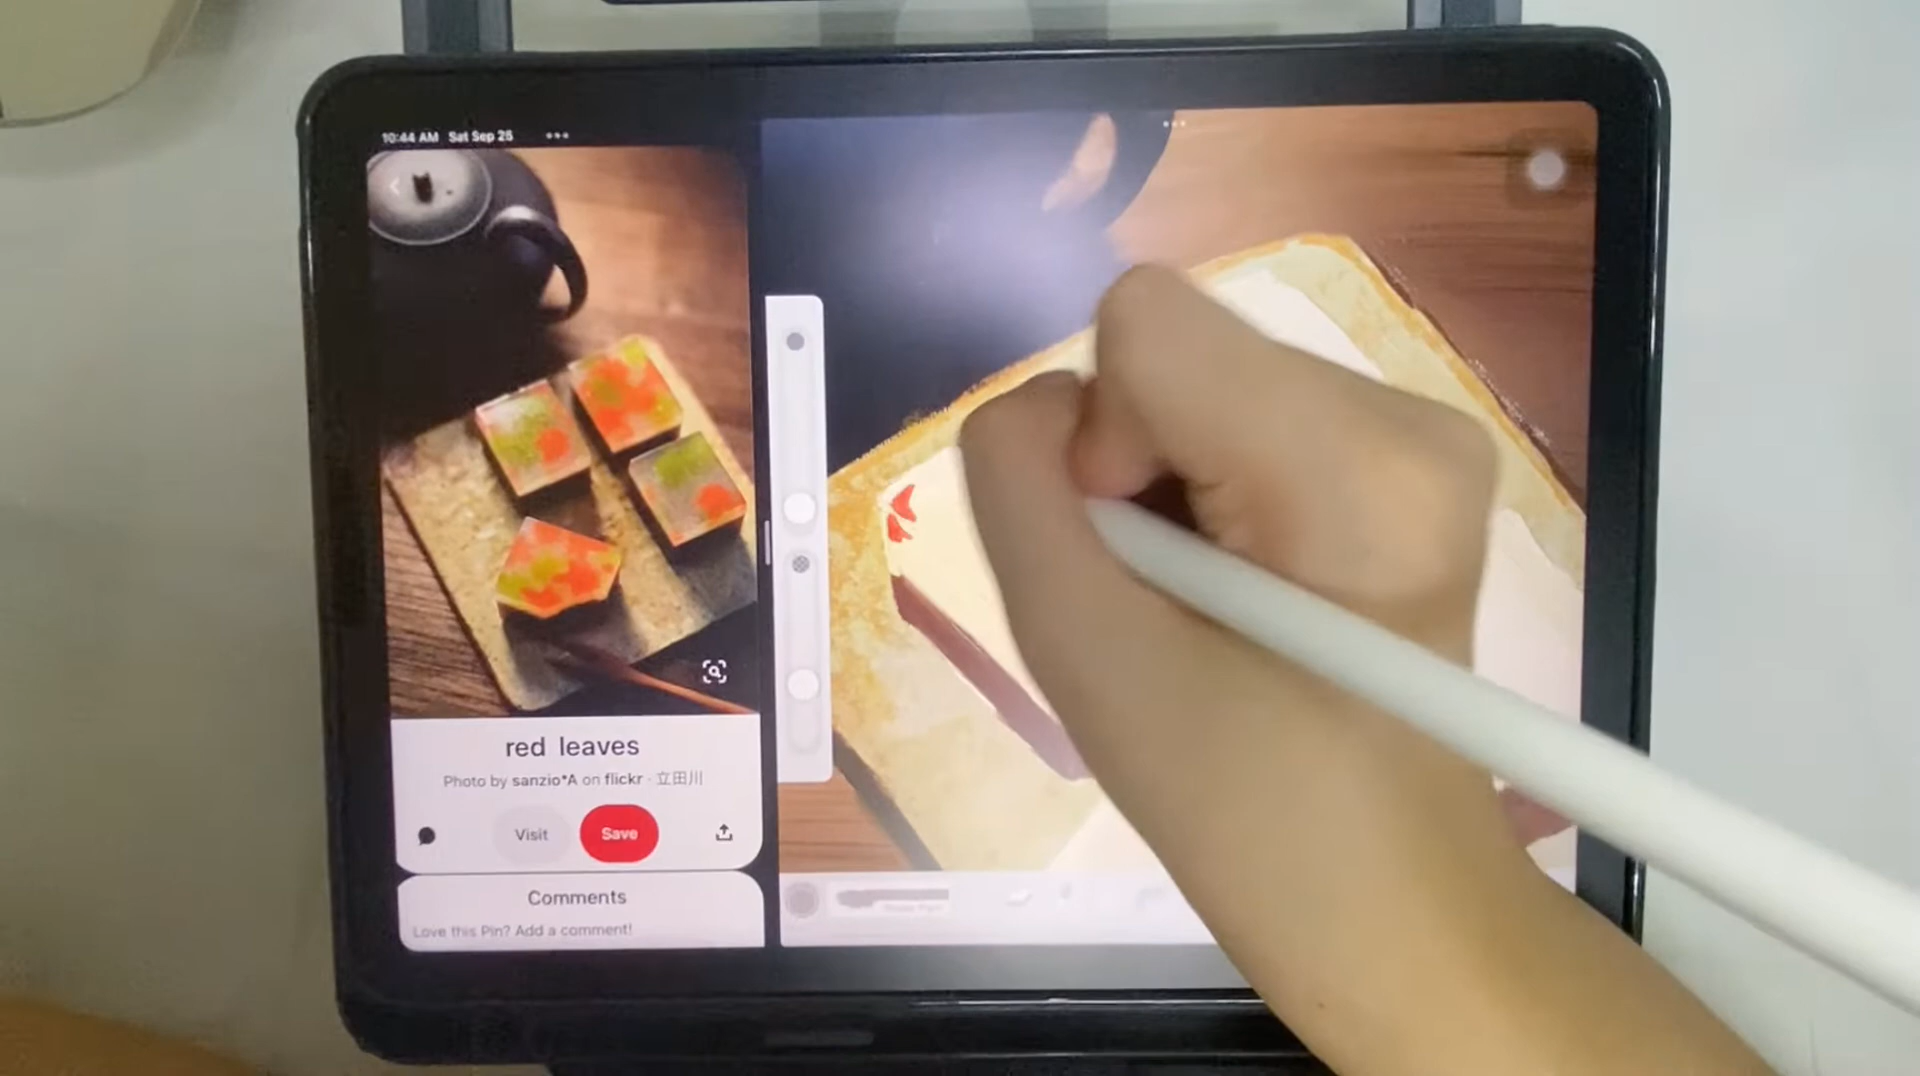 10:44 AM Sat Sep 25
red leaves
Photo by sanzio*A on flickr · 立田川
Visit
Save
Comments
Love this Pin? Add a comment!